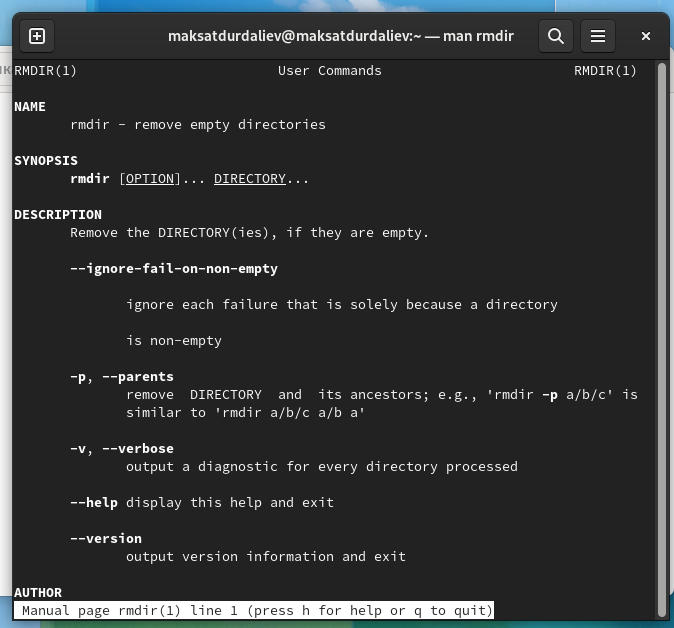 maksatdurdaliev@maksatdurdaliev:~ — man rmdir
RMDIR(1) User Commands RMDIR(1)
NAME
rmdir - remove empty directories
SYNOPSIS
rmdir [OPTION]... DIRECTORY...
DESCRIPTION
Remove the DIRECTORY(ies), if they are empty.
--ignore-fail-on-non-empty
ignore each failure that is solely because a directory
is non-empty
-p, --parents
remove DIRECTORY and its ancestors; e.g., 'rmdir -p a/b/c' is
similar to 'rmdir a/b/c a/b a'
-v, --verbose
output a diagnostic for every directory processed
--help display this help and exit
--version
output version information and exit
AUTHOR
Manual page rmdir(1) line 1 (press h for help or q to quit)